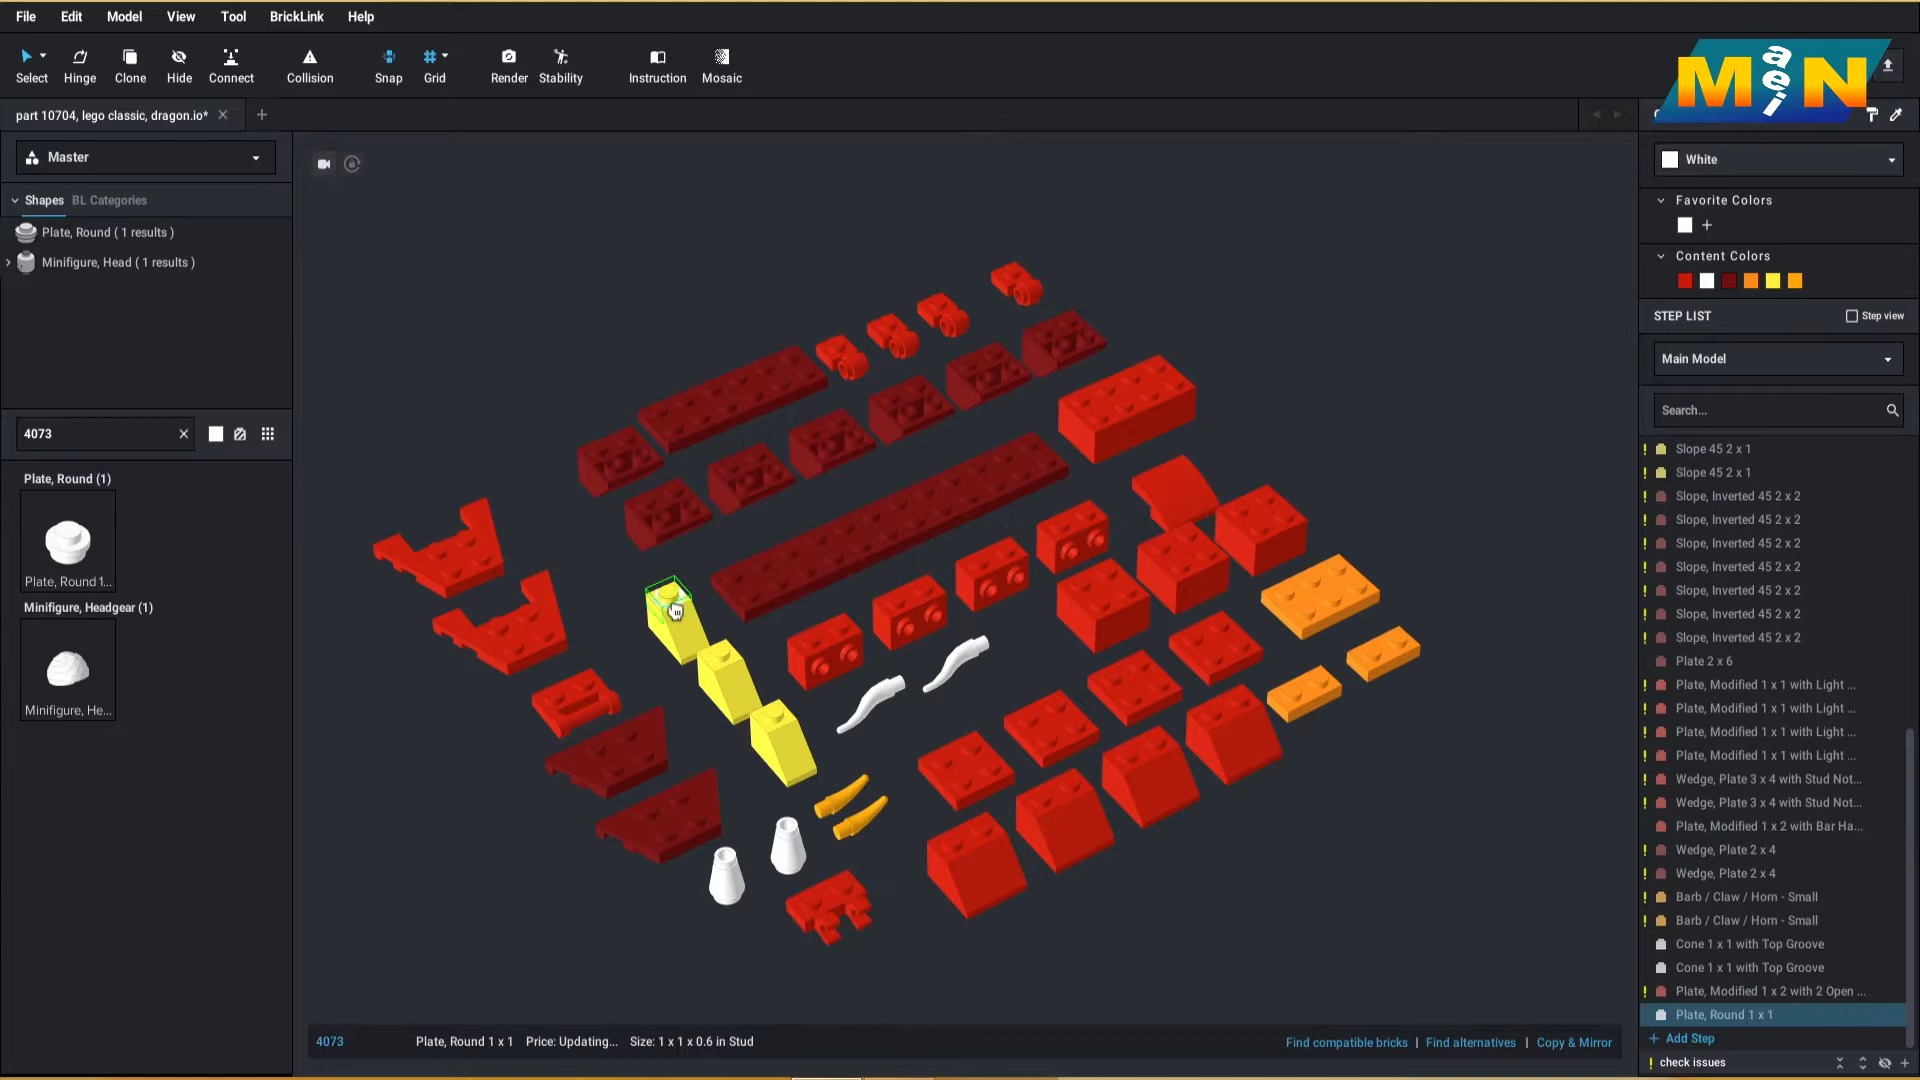 File Edit Model View Tool BrickLink Help
Select Hinge Clone Hide Connect Collision Snap Grid Render Stability Instruction Mosaic
MaeiN
part 10704, lego classic, dragon.io*
Master
White
Shapes BL Categories
Favorite Colors
Plate, Round ( 1 results )
Minifigure, Head ( 1 results )
Content Colors
STEP LIST Step view
Main Model
Search...
4073
Plate, Round (1)
Plate, Round 1...
Minifigure, Headgear (1)
Minifigure, He...
Slope 45 2 x 1
Slope 45 2 x 1
Slope, Inverted 45 2 x 2
Slope, Inverted 45 2 x 2
Slope, Inverted 45 2 x 2
Slope, Inverted 45 2 x 2
Slope, Inverted 45 2 x 2
Slope, Inverted 45 2 x 2
Slope, Inverted 45 2 x 2
Plate 2 x 6
Plate, Modified 1 x 1 with Light ...
Plate, Modified 1 x 1 with Light ...
Plate, Modified 1 x 1 with Light ...
Plate, Modified 1 x 1 with Light ...
Wedge, Plate 3 x 4 with Stud Not...
Wedge, Plate 3 x 4 with Stud Not...
Plate, Modified 1 x 2 with Bar Ha...
Wedge, Plate 2 x 4
Wedge, Plate 2 x 4
Barb / Claw / Horn - Small
Barb / Claw / Horn - Small
Cone 1 x 1 with Top Groove
Cone 1 x 1 with Top Groove
Plate, Modified 1 x 2 with 2 Open ...
Plate, Round 1 x 1
+ Add Step
check issues
4073 Plate, Round 1 x 1 Price: Updating... Size: 1 x 1 x 0.6 in Stud Find compatible bricks | Find alternatives | Copy & Mirror